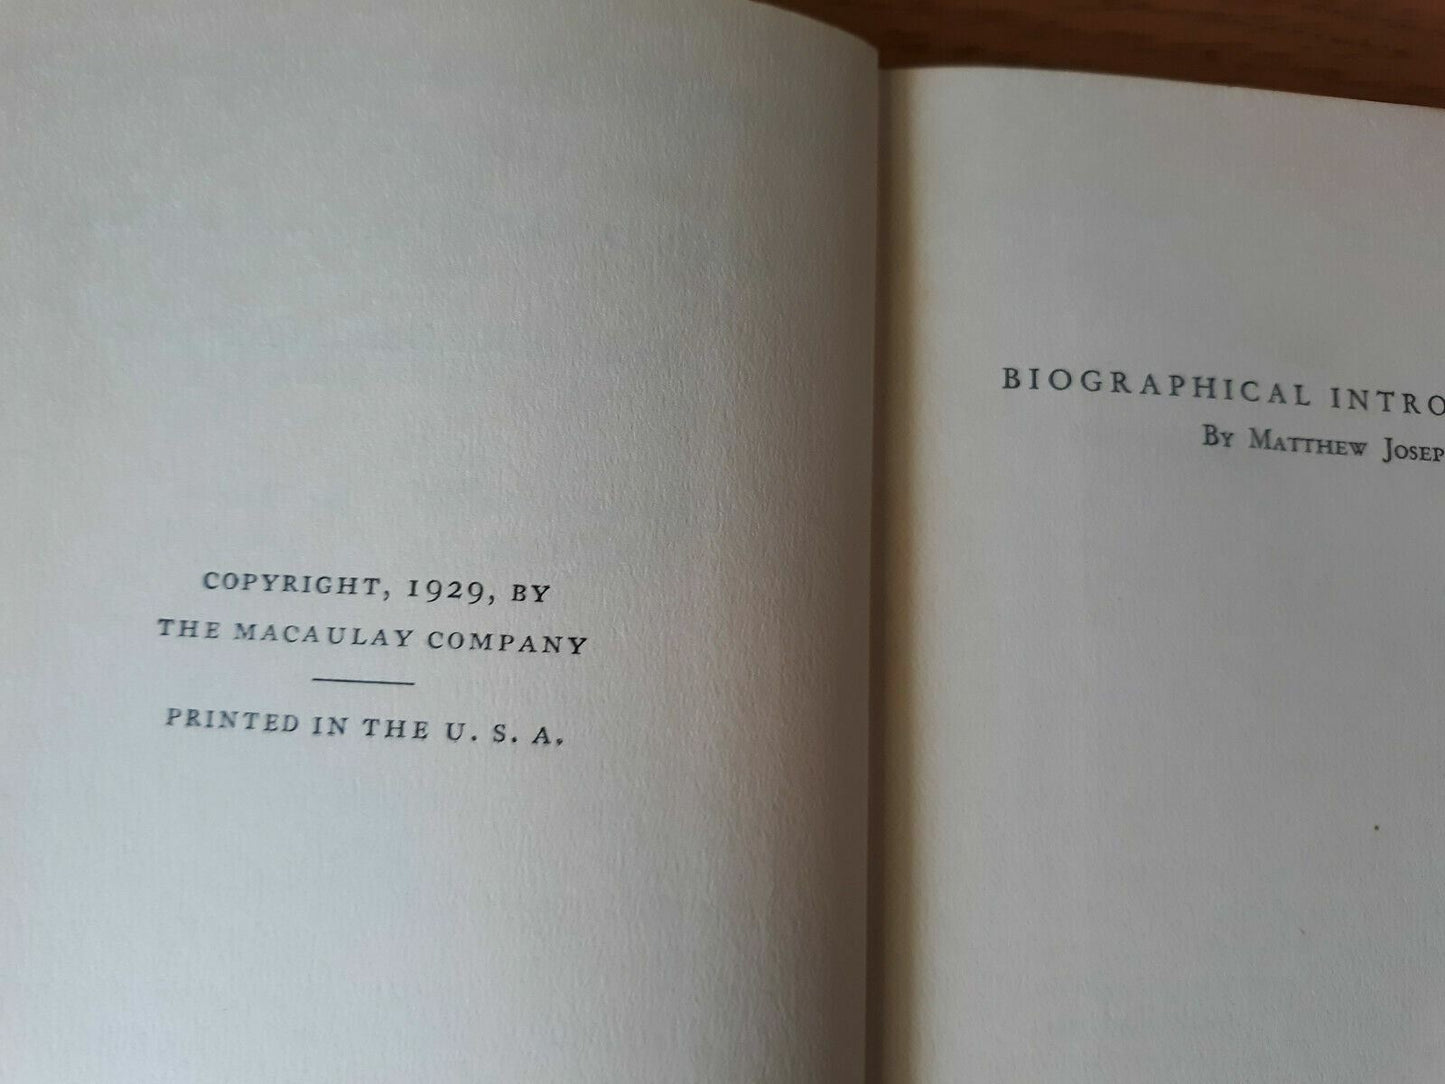 COPYRIGHT, 1929, BY
THE MACAULAY COMPANY
PRINTED IN THE U. S. A.
BIOGRAPHICAL INTRO
By Matthew Josep